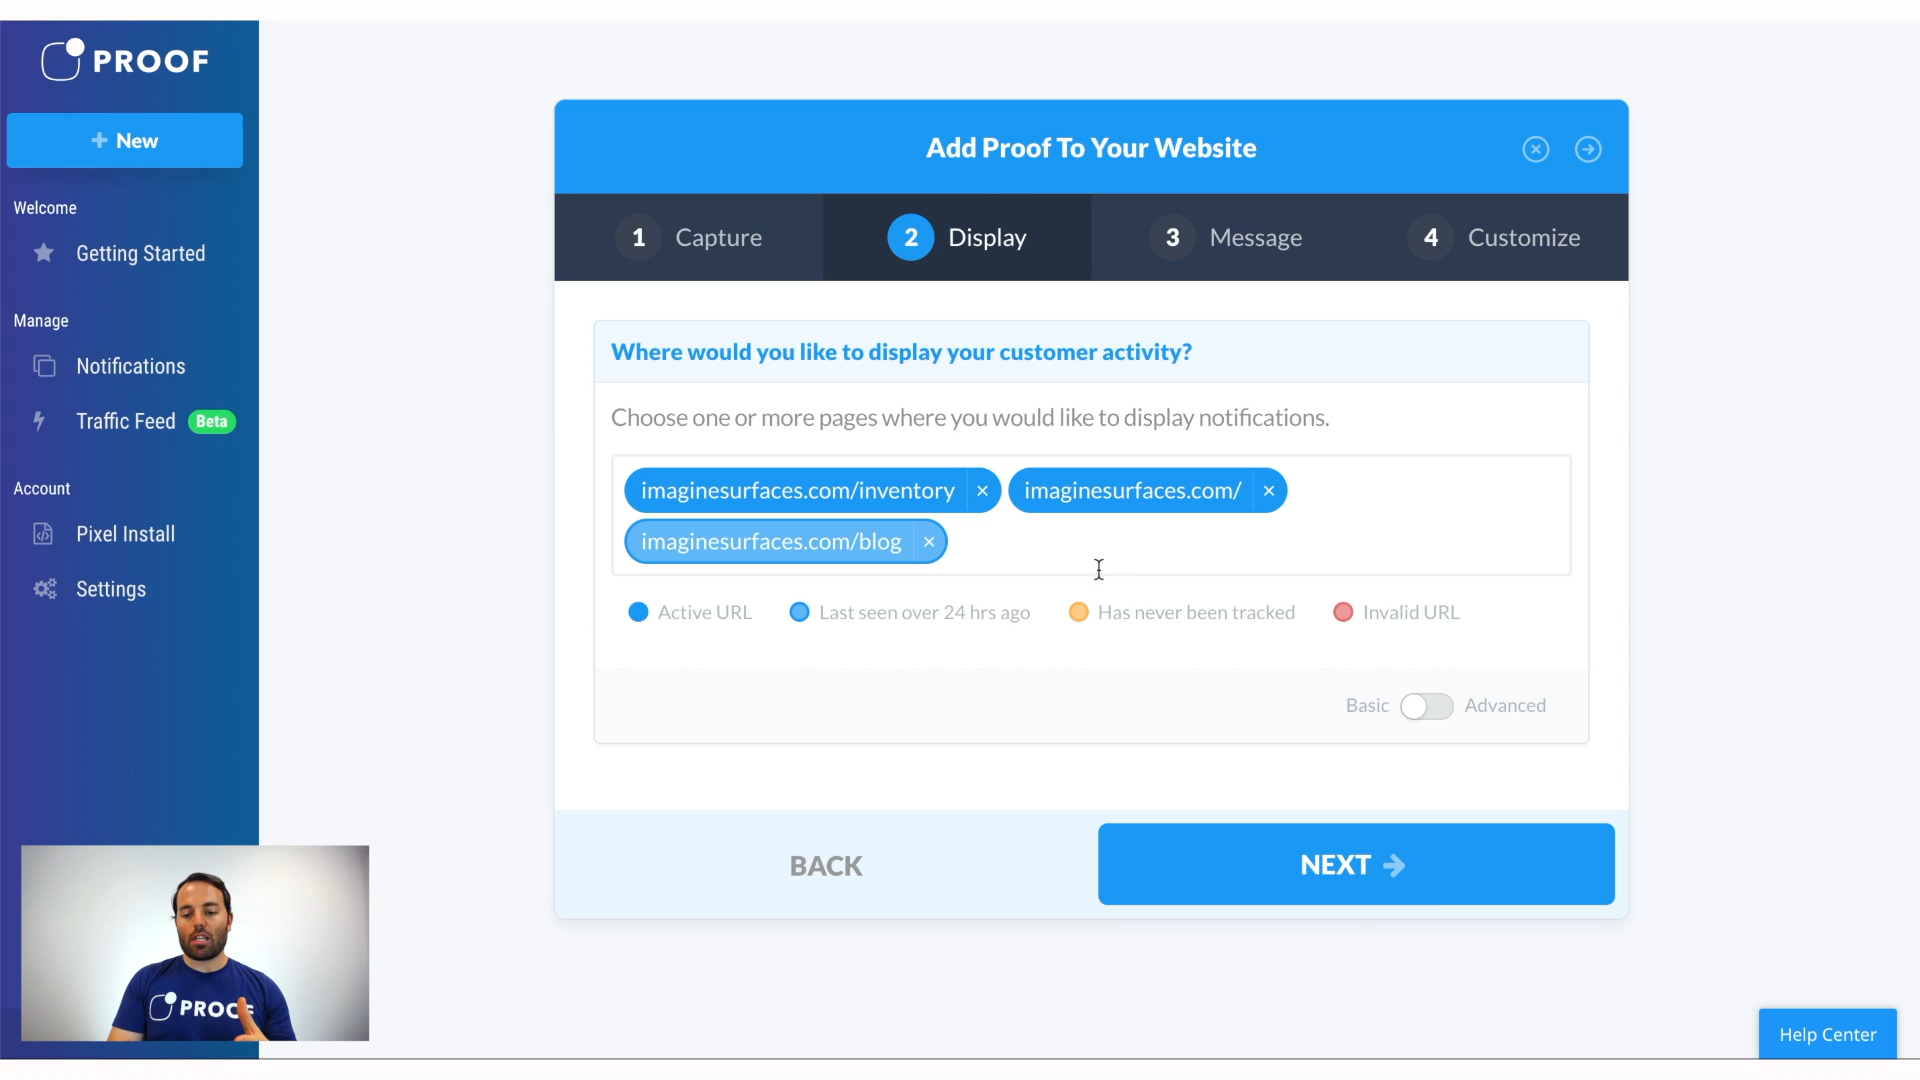 PROOF
+ New
Welcome
Getting Started
Manage
Notifications
Traffic Feed Beta
Account
Pixel Install
Settings
Add Proof To Your Website
1 Capture 2 Display 3 Message 4 Customize
Where would you like to display your customer activity?
Choose one or more pages where you would like to display notifications.
imaginesurfaces.com/inventory × imaginesurfaces.com/ ×
imaginesurfaces.com/blog ×
Active URL Last seen over 24 hrs ago Has never been tracked Invalid URL
Basic Advanced
BACK NEXT
PROOF
Help Center